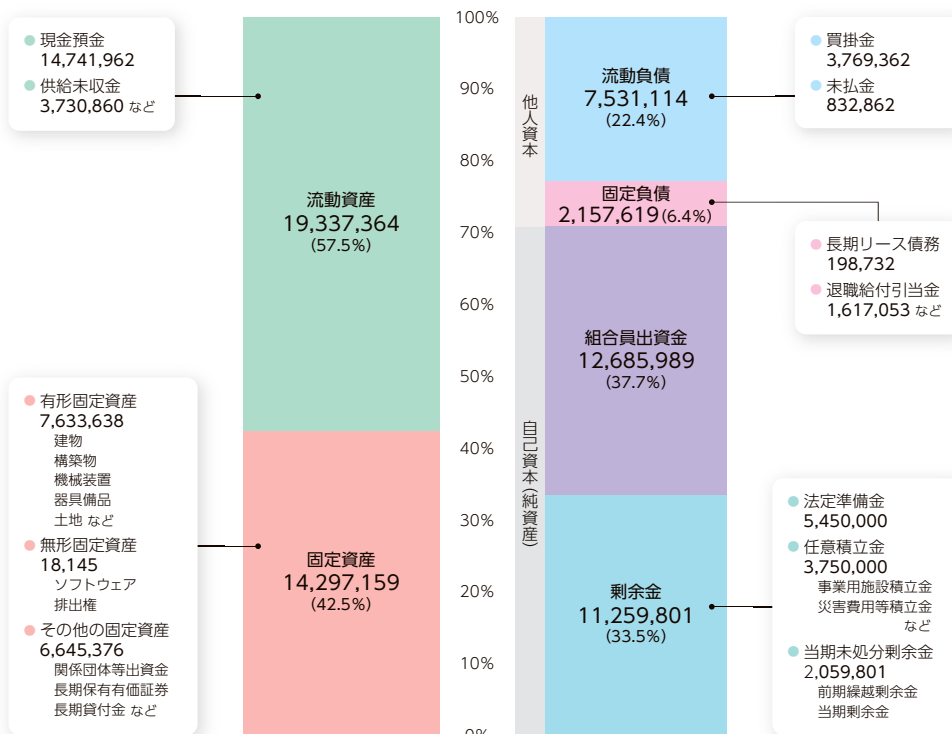 現金預金
14,741,962
供給未収金
3,730,860 など
流動資産
19,337,364
(57.5%)
有形固定資産
7,633,638
建物
構築物
機械装置
器具備品
土地 など
無形固定資産
18,145
ソフトウェア
排出権
その他の固定資産
6,645,376
関係団体等出資金
長期保有有価証券
長期貸付金 など
固定資産
14,297,159
(42.5%)
100%
90%
80%
70%
60%
50%
40%
30%
20%
10%
0%
他人資本
自己資本(純資産)
流動負債
7,531,114
(22.4%)
固定負債
2,157,619(6.4%)
組合員出資金
12,685,989
(37.7%)
剰余金
11,259,801
(33.5%)
買掛金
3,769,362
未払金
832,862
長期リース債務
198,732
退職給付引当金
1,617,053 など
法定準備金
5,450,000
任意積立金
3,750,000
事業用施設積立金
災害費用等積立金
など
当期未処分剰余金
2,059,801
前期繰越剰余金
当期剰余金